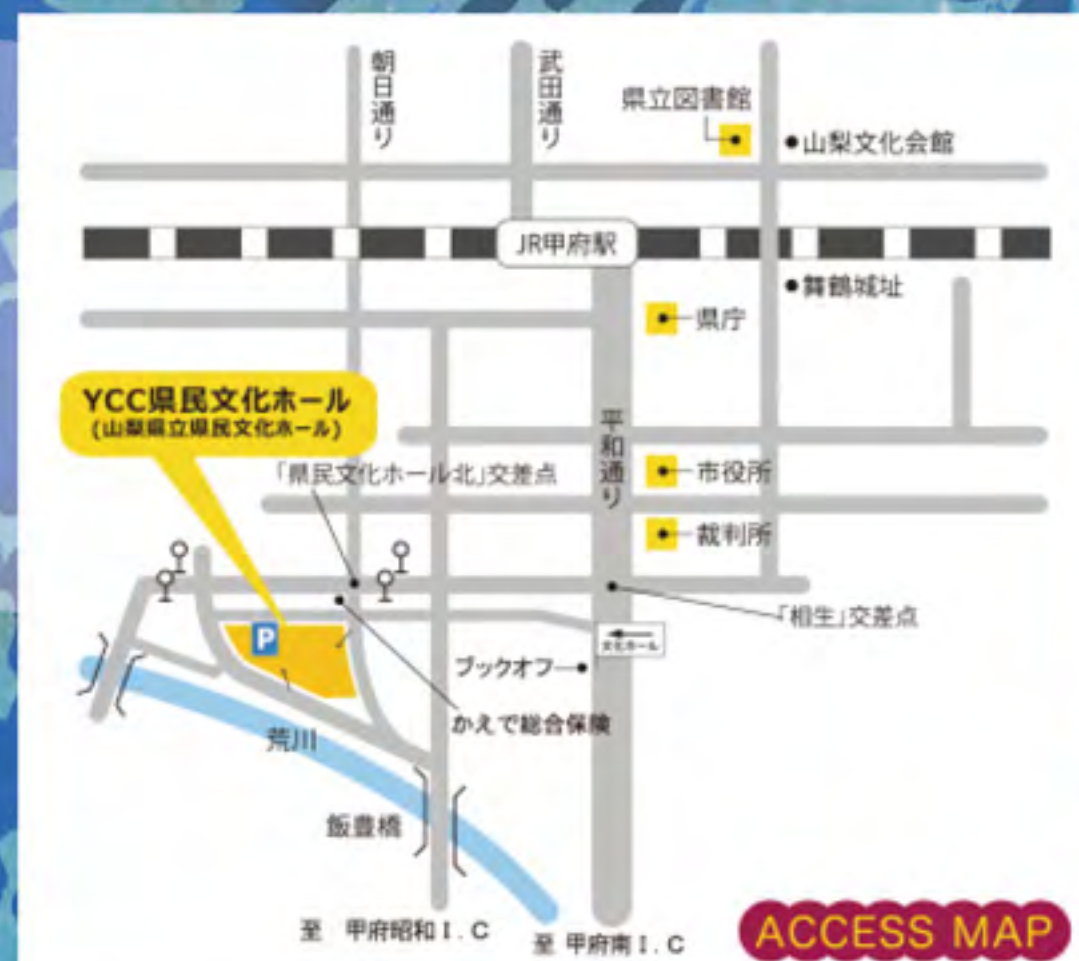 朝日通り
武田通り
県立図書館
山梨文化会館
JR甲府駅
舞鶴城址
県庁
YCC県民文化ホール
(山梨県立県民文化ホール)
平和通り
「県民文化ホール北」交差点
市役所
裁判所
「相生」交差点
P
文化ホール
ブックオフ
かえで総合保険
荒川
飯豊橋
至 甲府昭和I.C
至 甲府南I.C
ACCESS MAP